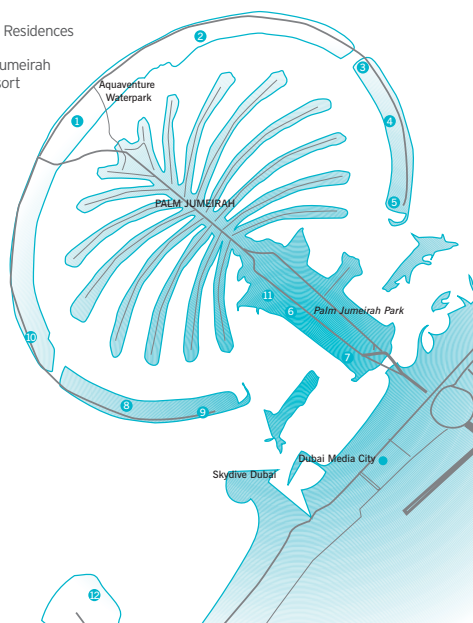 Residences
umeirah
sort
2
3
Aquaventure
Waterpark
1
4
PALM JUMEIRAH
5
11
6
Palm Jumeirah Park
10
7
8
9
Dubai Media City
Skydive Dubai
12